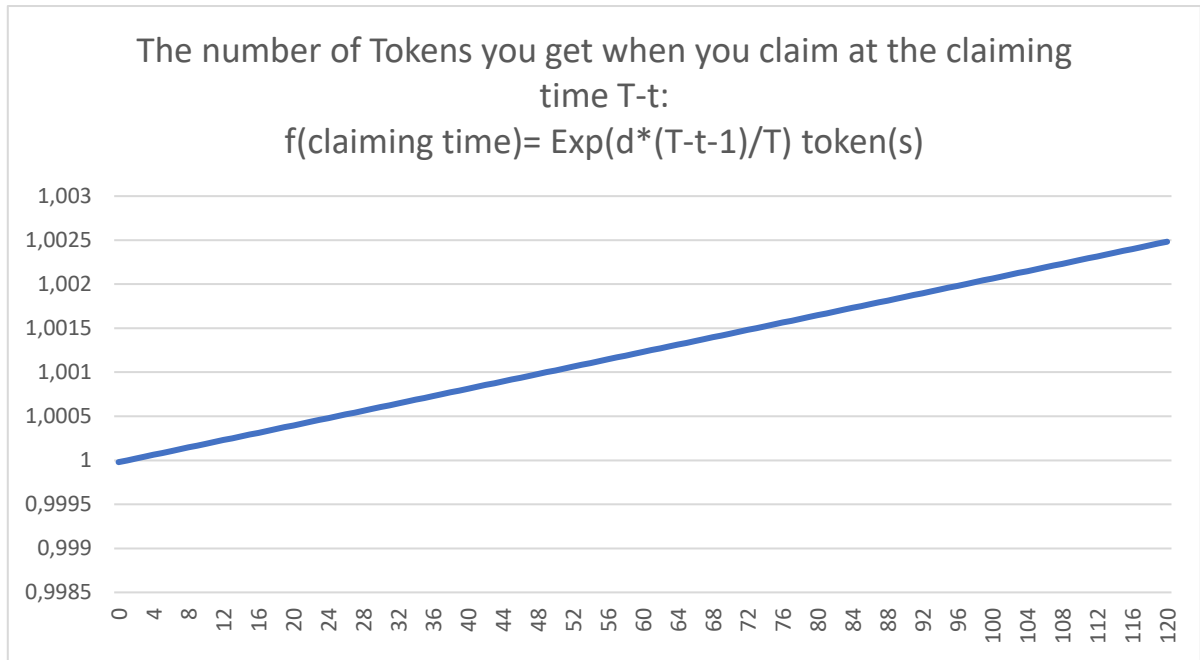 The number of Tokens you get when you claim at the claiming
time T-t:
f(claiming time)= Exp(d*(T-t-1)/T) token(s)
1,003
1,0025
1,002
1,0015
1,001
1,0005
1
0,9995
0,999
0,9985
0 4 8 12 16 20 24 28 32 36 40 44 48 52 56 60 64 68 72 76 80 84 88 92 96 100 104 108 112 116 120